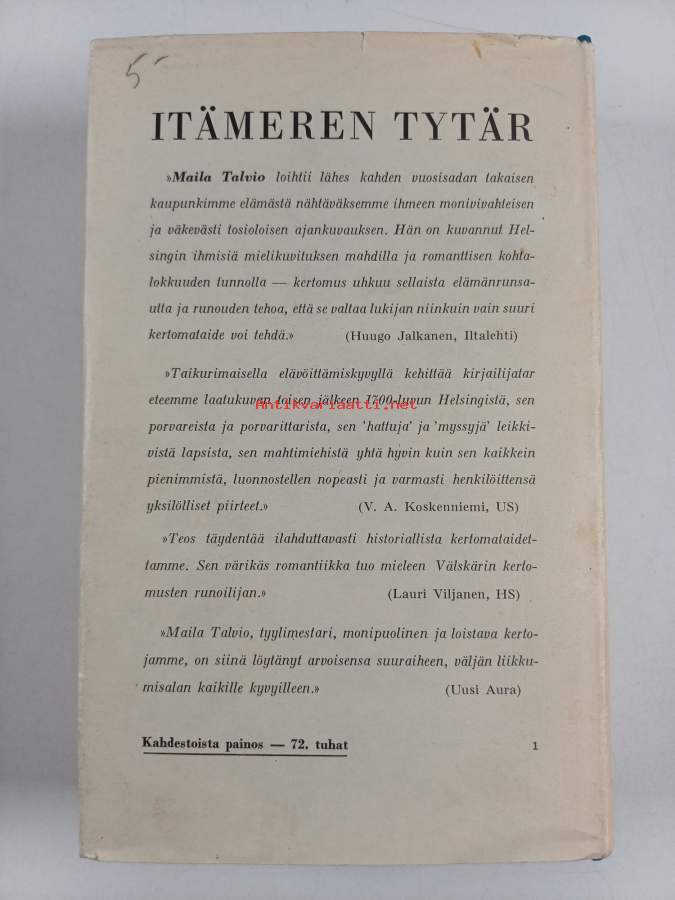 5
ITÄMEREN TYTÄR
»Maila Talvio loihtii lähes kahden vuosisadan takaisen
kaupunkimme elämästä nähtäväksemme ihmeen monivivahteisen
ja väkevästi tosioloisen ajankuvauksen. Hän on kuvannut Hel-
singin ihmisiä mielikuvituksen mahdilla ja romanttisen kohta-
lokkuuden tunnolla — kertomus uhkuu sellaista elämänrunsa-
utta ja runouden tehoa, että se valtaa lukijan niinkuin vain suuri
kertomataide voi tehdä.» (Huugo Jalkanen, Iltalehti)
»Taikurimaisella elävöittämiskyvyllä kehittää kirjailijatar
eteemme laatukuvan toisen jälkeen 1700-luvun Helsingistä, sen
Antikvariaatti.net
porvareista ja porvarittarista, sen 'hattuja' ja 'myssyjä' leikki-
vistä lapsista, sen mahtimiehistä yhtä hyvin kuin sen kaikkein
pienimmistä, luonnostellen nopeasti ja varmasti henkilöittensä
yksilölliset piirteet.» (V. A. Koskenniemi, US)
»Teos täydentää ilahduttavasti historiallista kertomataidet-
tamme. Sen värikäs romantiikka tuo mieleen Välskärin kerto-
musten runoilijan.» (Lauri Viljanen, HS)
»Maila Talvio, tyylimestari, monipuolinen ja loistava kerto-
jamme, on siinä löytänyt arvoisensa suuraiheen, väljän liikku-
misalan kaikille kyvyilleen.» (Uusi Aura)
Kahdestoista painos — 72. tuhat 1